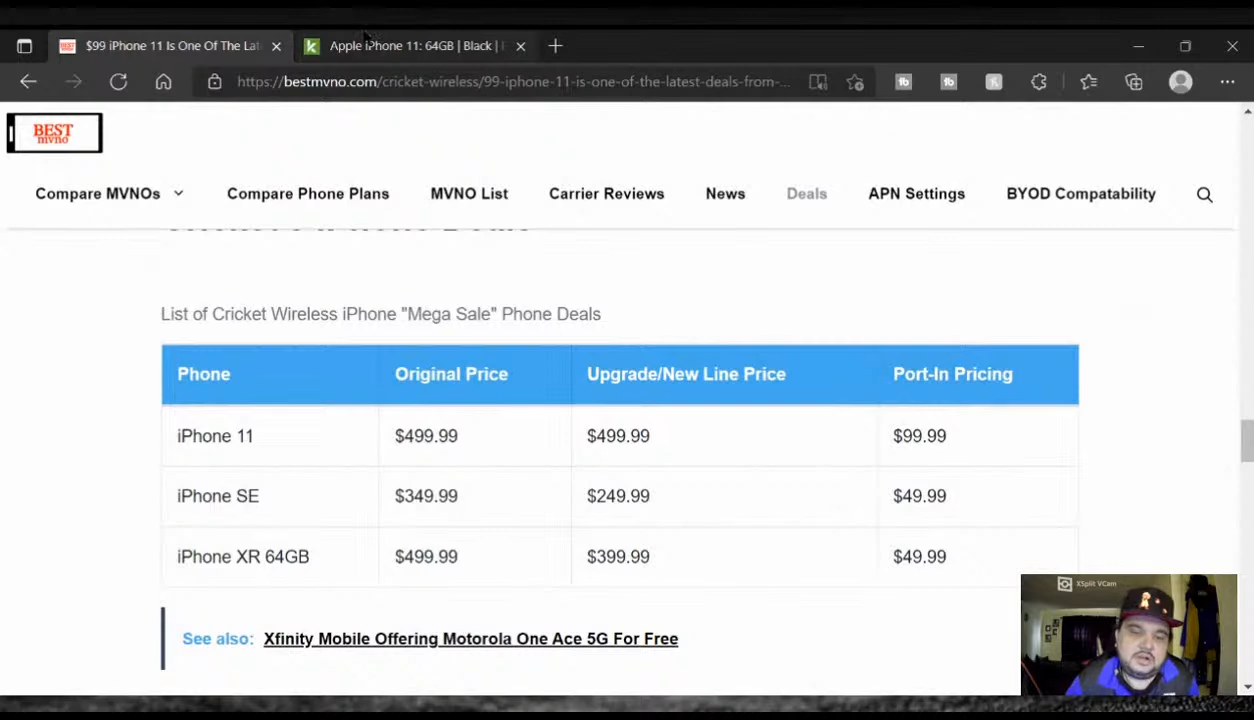 $99 iPhone 11 Is One Of The Lat
Apple iPhone 11: 64GB | Black |
https://bestmvno.com/cricket-wireless/99-iphone-11-is-one-of-the-latest-deals-from-...
BEST
mvno
Compare MVNOs
Compare Phone Plans
MVNO List
Carrier Reviews
News
Deals
APN Settings
BYOD Compatability
List of Cricket Wireless iPhone "Mega Sale" Phone Deals
Phone Original Price Upgrade/New Line Price Port-In Pricing
iPhone 11 $499.99 $499.99 $99.99
iPhone SE $349.99 $249.99 $49.99
iPhone XR 64GB $499.99 $399.99 $49.99
See also: Xfinity Mobile Offering Motorola One Ace 5G For Free
XSplit VCam